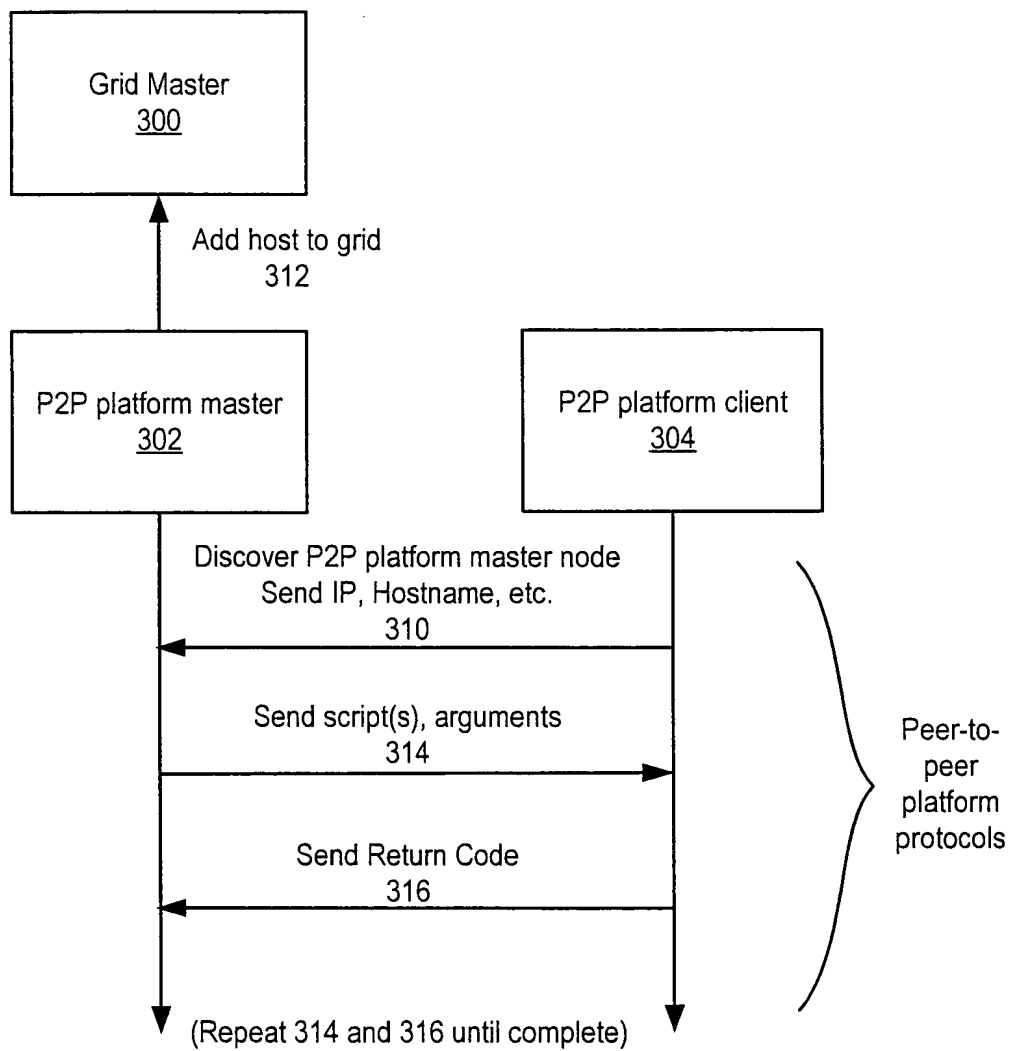 Grid Master
300
Add host to grid
312
P2P platform master
302
P2P platform client
304
Discover P2P platform master node
Send IP, Hostname, etc.
310
Send script(s), arguments
314
Send Return Code
316
Peer-to-
peer
platform
protocols
(Repeat 314 and 316 until complete)